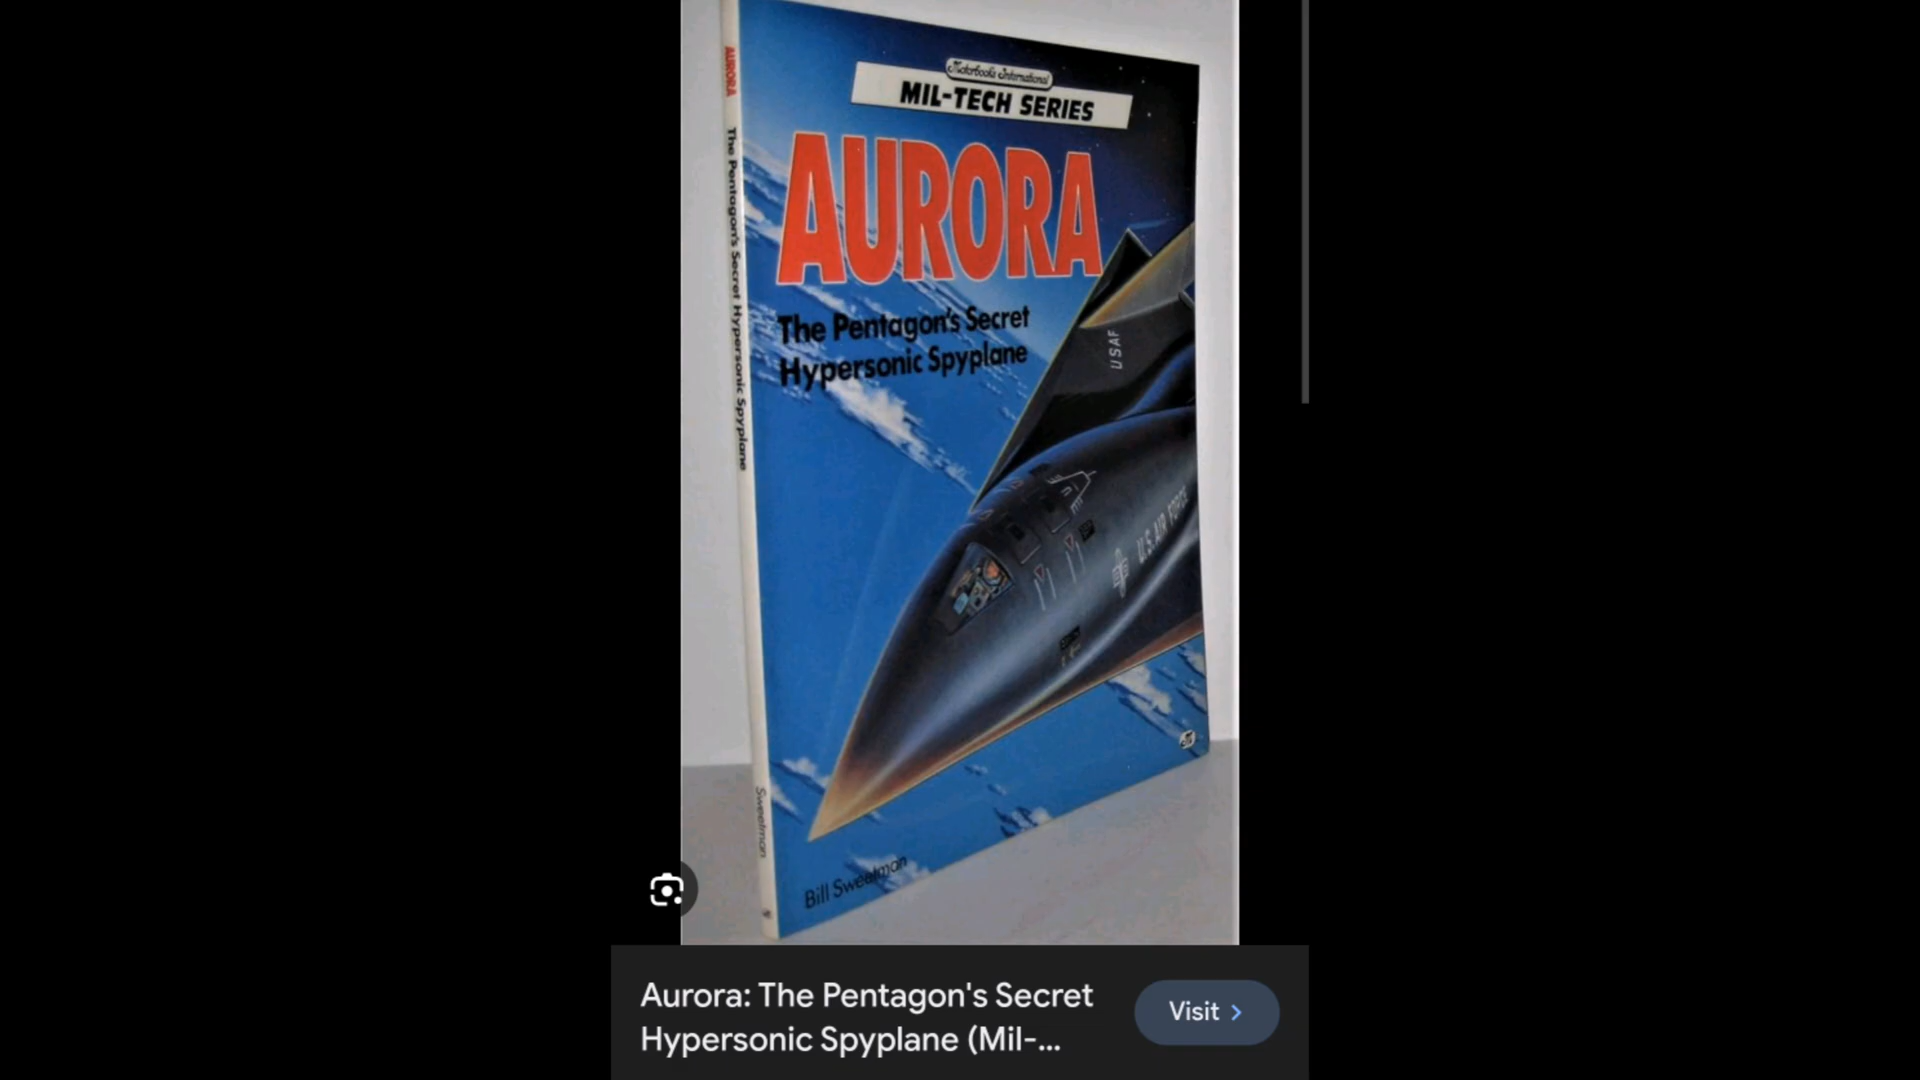 Motorbooks International
MIL-TECH SERIES
AURORA
The Pentagon's Secret
Hypersonic Spyplane
USAF
U.S. AIR FORCE
Bill Sweetman
AURORA
The Pentagon's Secret Hypersonic Spyplane
Sweetman
Aurora: The Pentagon's Secret
Hypersonic Spyplane (Mil-...
Visit